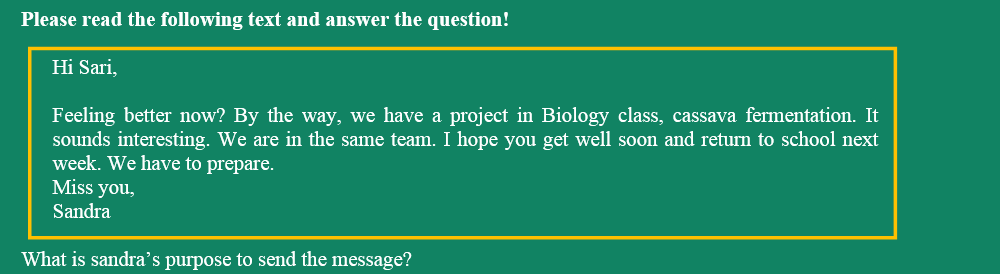 Please read the following text and answer the question!
Hi Sari,
Feeling better now? By the way, we have a project in Biology class, cassava fermentation. It
sounds interesting. We are in the same team. I hope you get well soon and return to school next
week. We have to prepare.
Miss you,
Sandra
What is sandra’s purpose to send the message?